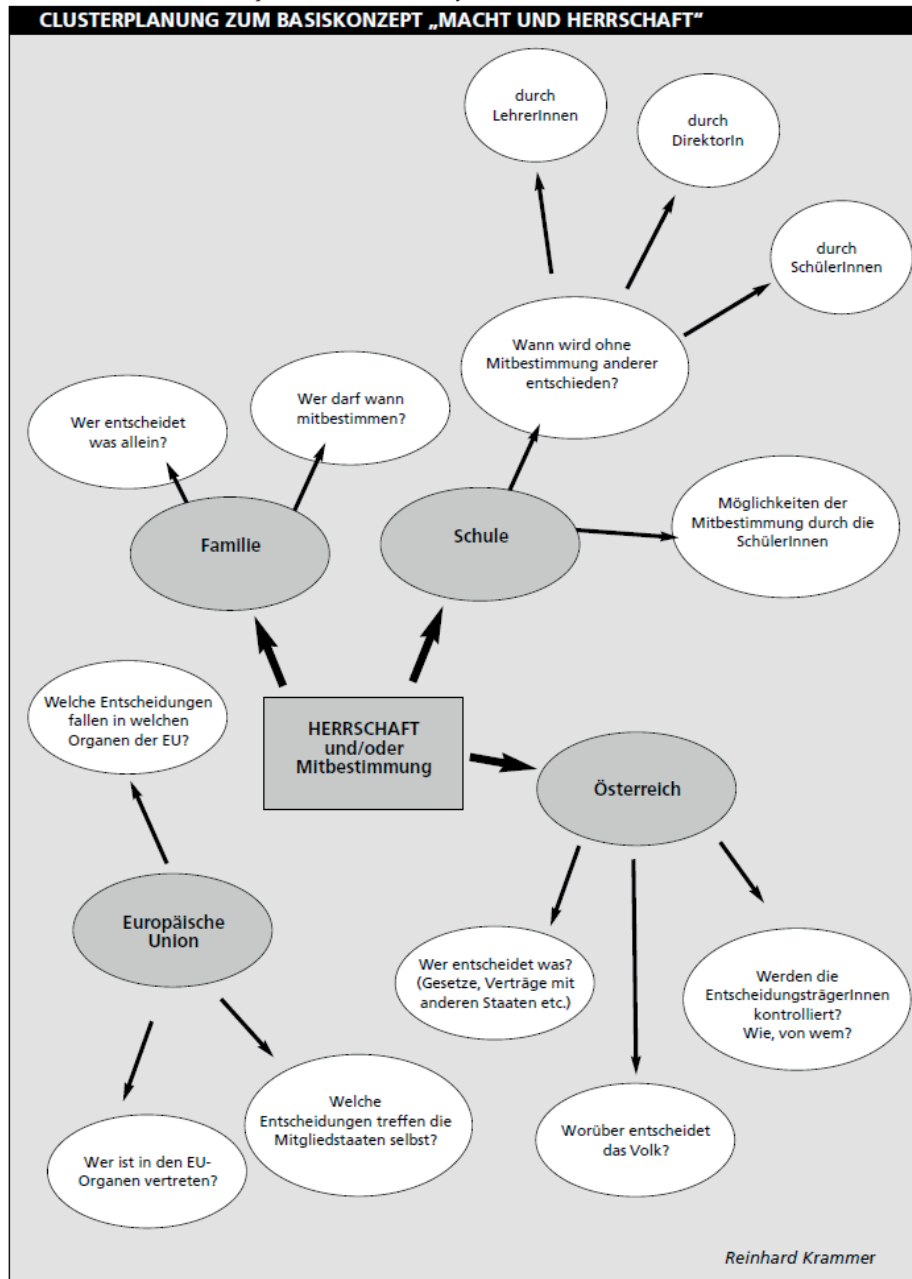 CLUSTERPLANUNG ZUM BASISKONZEPT „MACHT UND HERRSCHAFT“
durch
LehrerInnen
durch
DirektorIn
durch
SchülerInnen
Wann wird ohne
Mitbestimmung anderer
entschieden?
Wer darf wann
mitbestimmen?
Wer entscheidet
was allein?
Familie
Schule
Möglichkeiten der
Mitbestimmung durch die
SchülerInnen
Welche Entscheidungen
fallen in welchen
Organen der EU?
HERRSCHAFT
und/oder
Mitbestimmung
Österreich
Europäische
Union
Wer entscheidet was?
(Gesetze, Verträge mit
anderen Staaten etc.)
Werden die
EntscheidungsträgerInnen
kontrolliert?
Wie, von wem?
Welche
Entscheidungen treffen die
Mitgliedstaaten selbst?
Worüber entscheidet
das Volk?
Wer ist in den EU-
Organen vertreten?
Reinhard Krammer